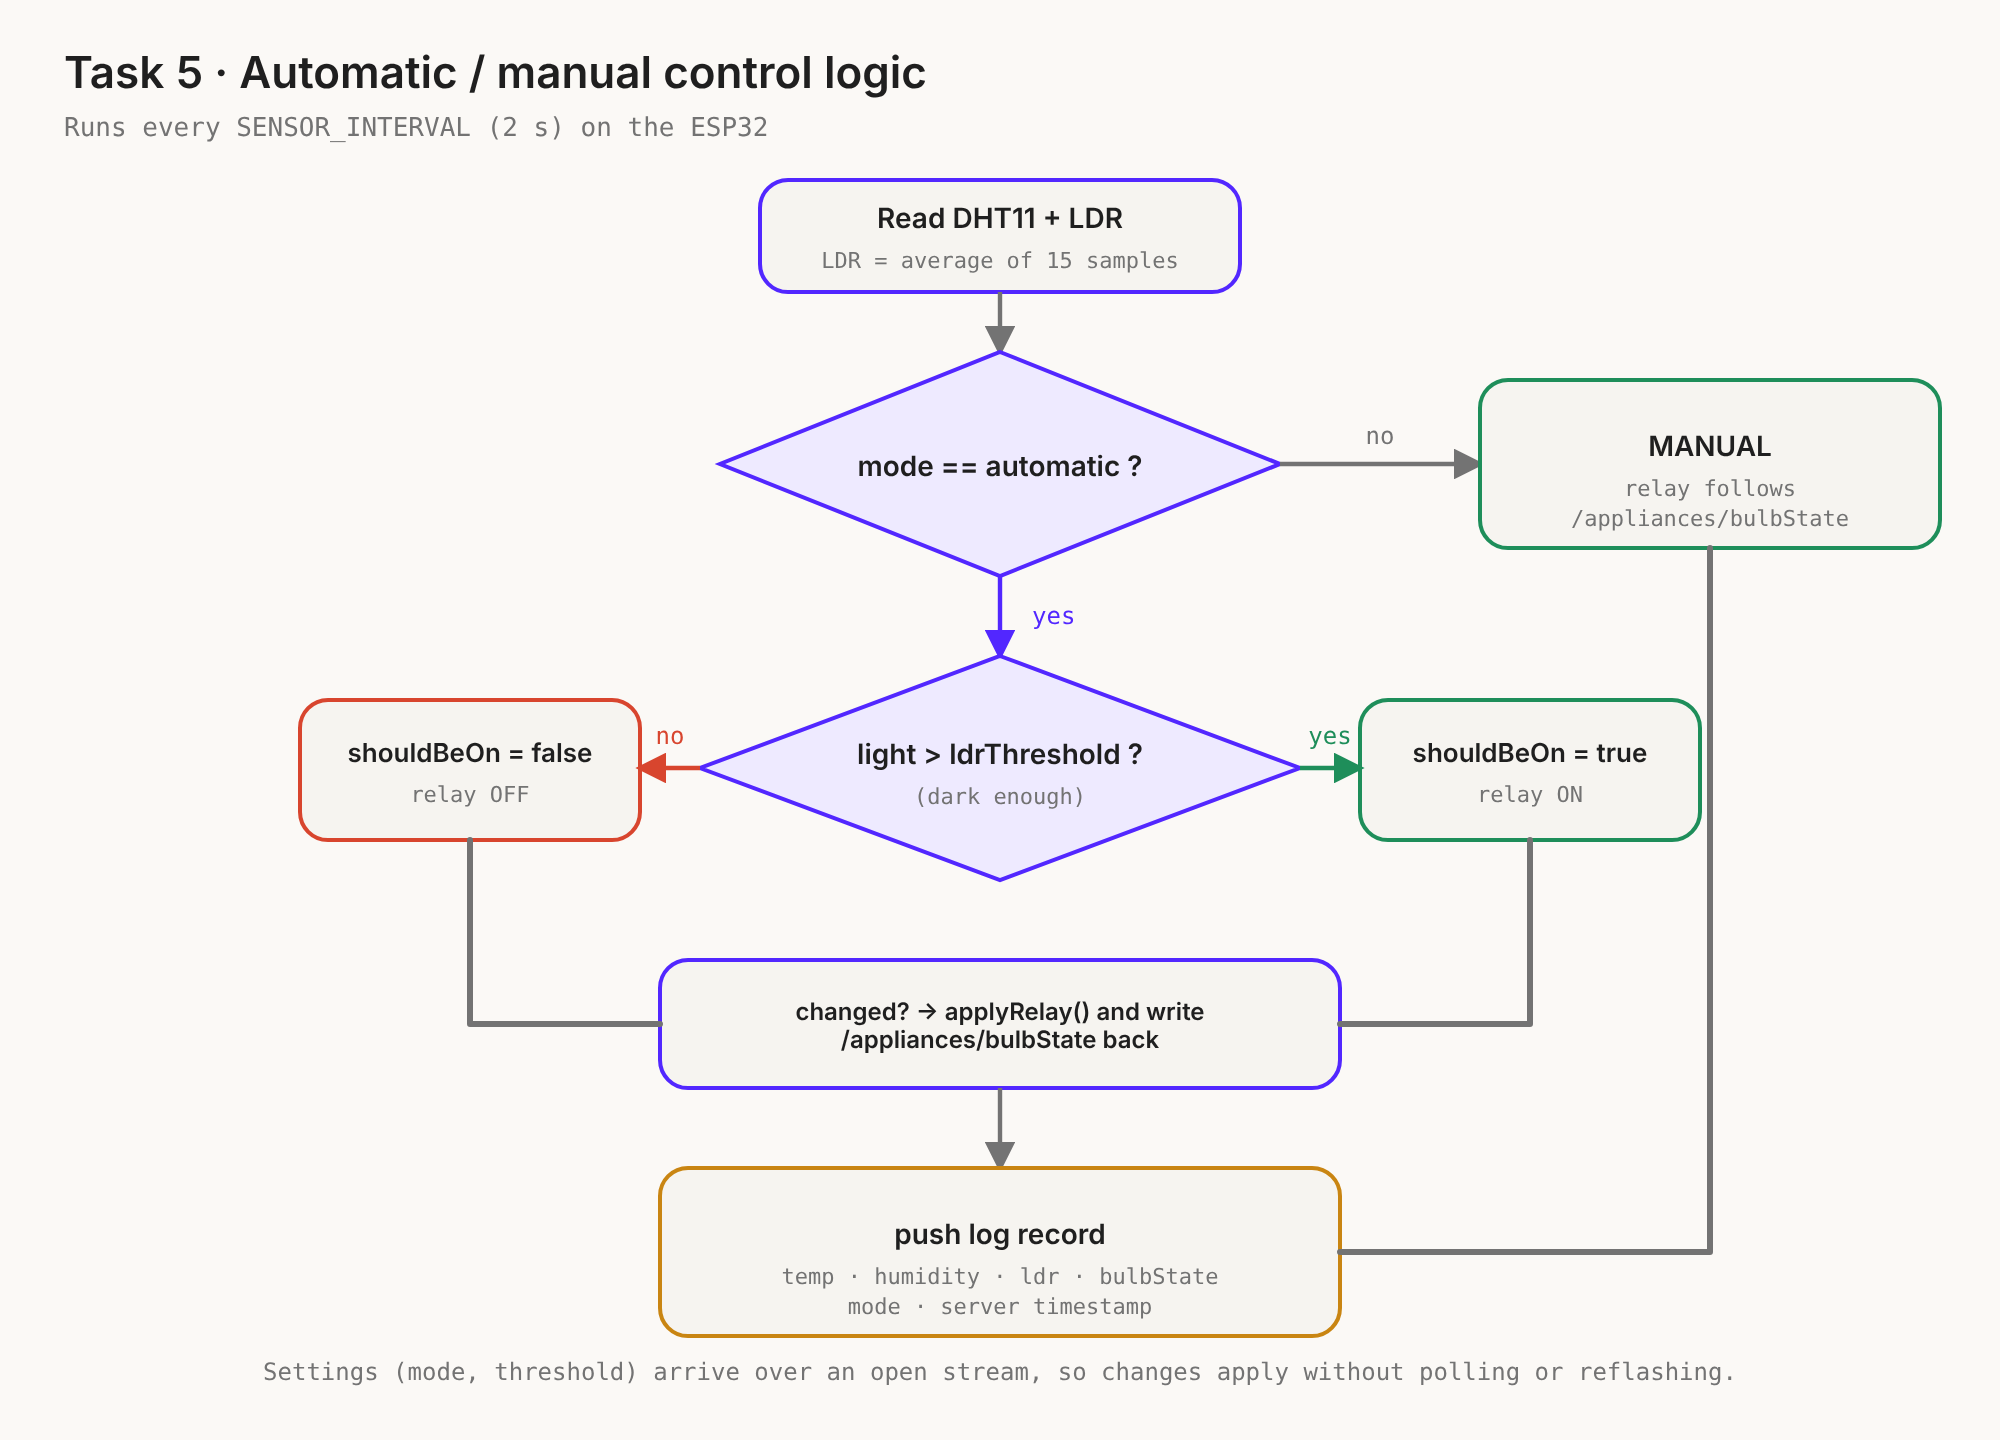 Task 5 · Automatic / manual control logic
Runs every SENSOR_INTERVAL (2 s) on the ESP32
Read DHT11 + LDR
LDR = average of 15 samples
mode == automatic ?
no
MANUAL
relay follows
/appliances/bulbState
yes
no
shouldBeOn = false
relay OFF
light > ldrThreshold ?
(dark enough)
yes
shouldBeOn = true
relay ON
changed? → applyRelay() and write
/appliances/bulbState back
push log record
temp · humidity · ldr · bulbState
mode · server timestamp
Settings (mode, threshold) arrive over an open stream, so changes apply without polling or reflashing.